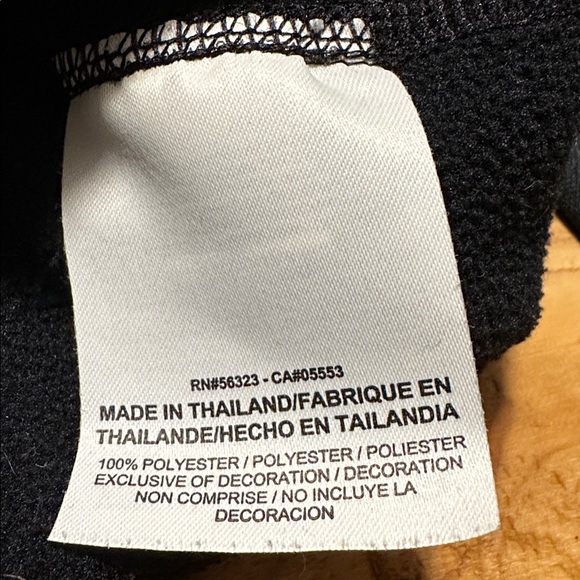 RN#56323 - CA#05553
MADE IN THAILAND/FABRIQUE EN
THAILANDE/HECHO EN TAILANDIA
100% POLYESTER / POLYESTER / POLIESTER
EXCLUSIVE OF DECORATION / DECORATION
NON COMPRISE / NO INCLUYE LA
DECORACION